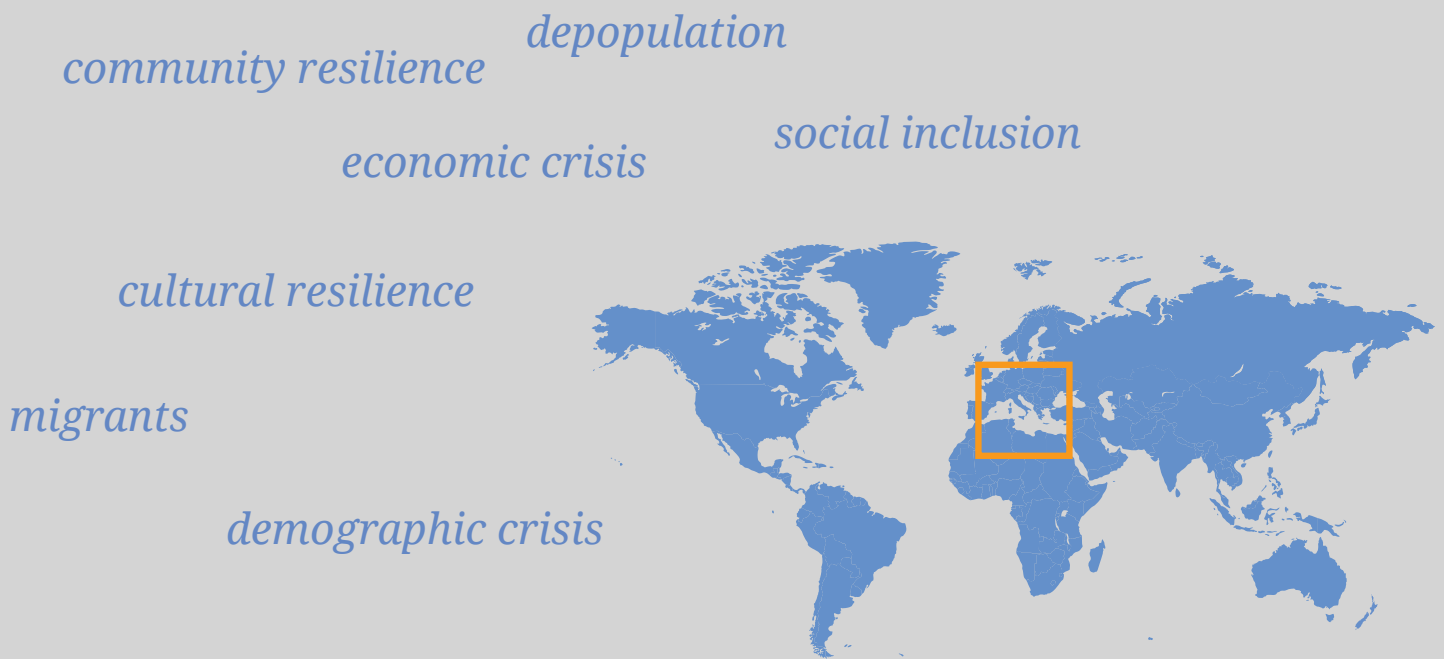 depopulation
community resilience
social inclusion
economic crisis
cultural resilience
migrants
demographic crisis